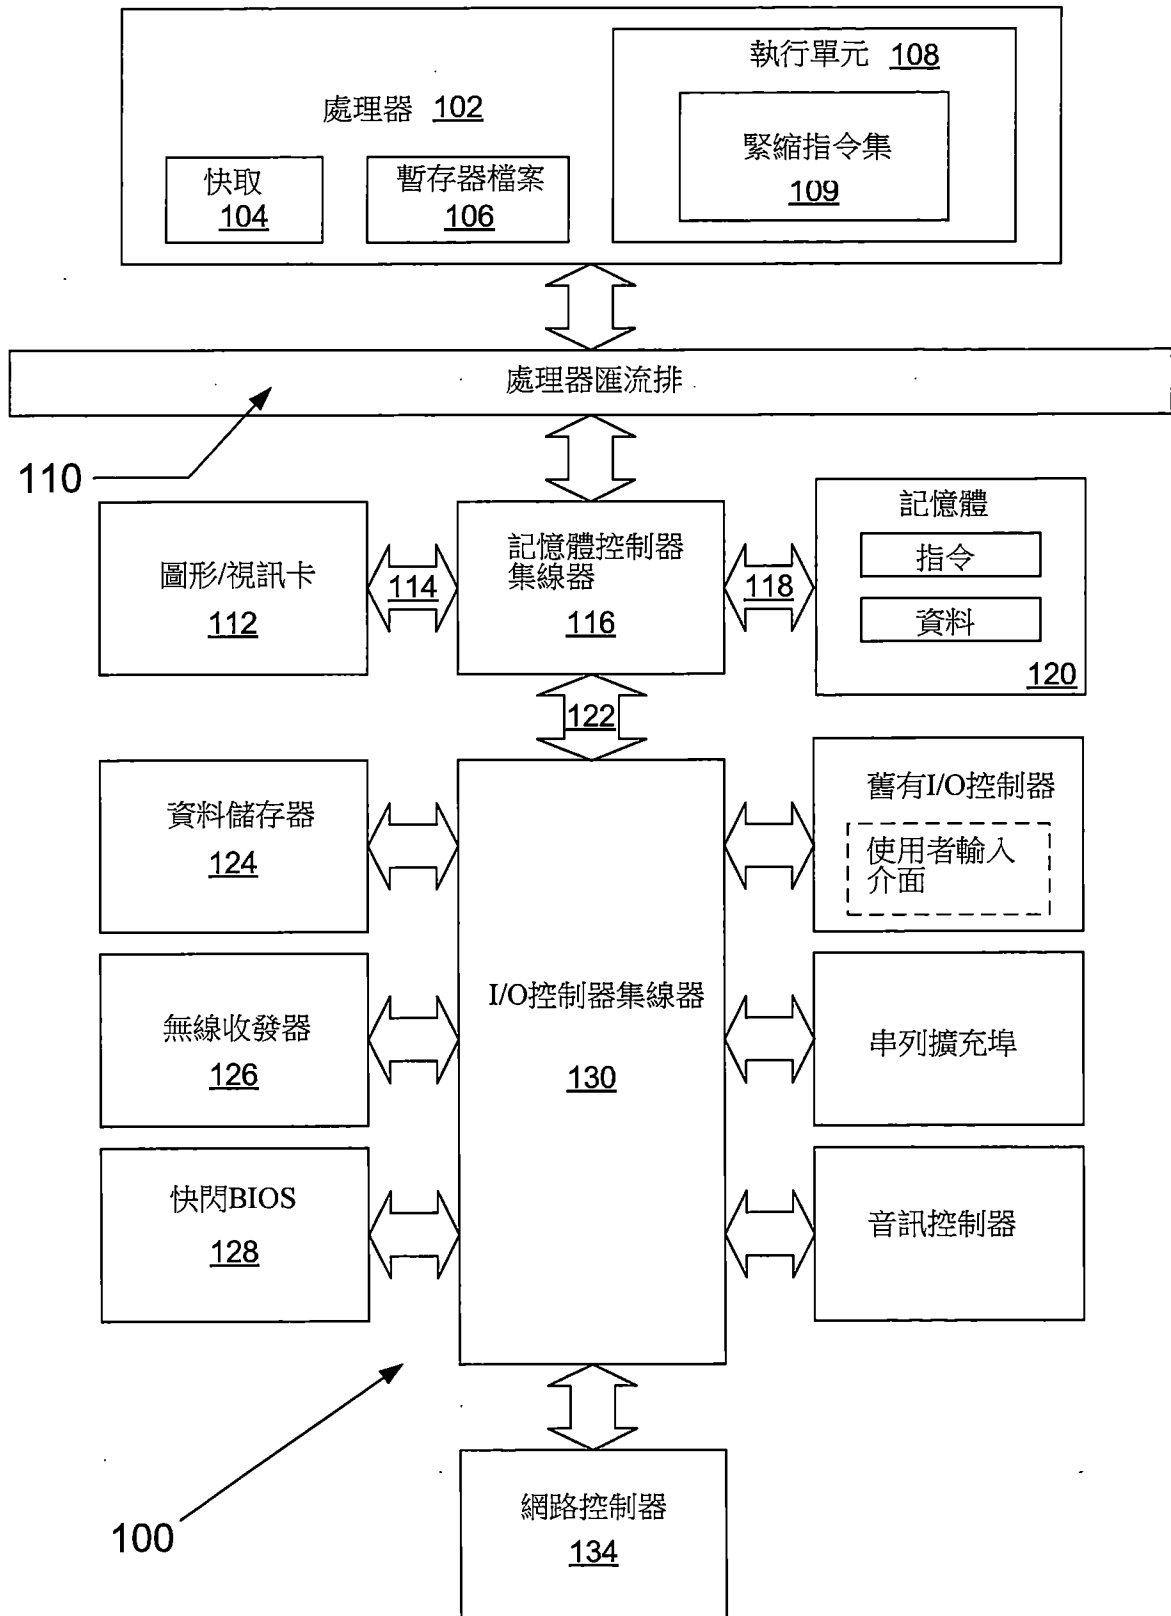 處理器 102
快取
104
暫存器檔案
106
執行單元 108
緊縮指令集
109
處理器匯流排
110
圖形/視訊卡
112
114
記憶體控制器
集線器
116
118
記憶體
指令
資料
120
122
資料儲存器
124
舊有I/O控制器
使用者輸入
介面
無線收發器
126
I/O控制器集線器
130
串列擴充埠
快閃BIOS
128
音訊控制器
100
網路控制器
134